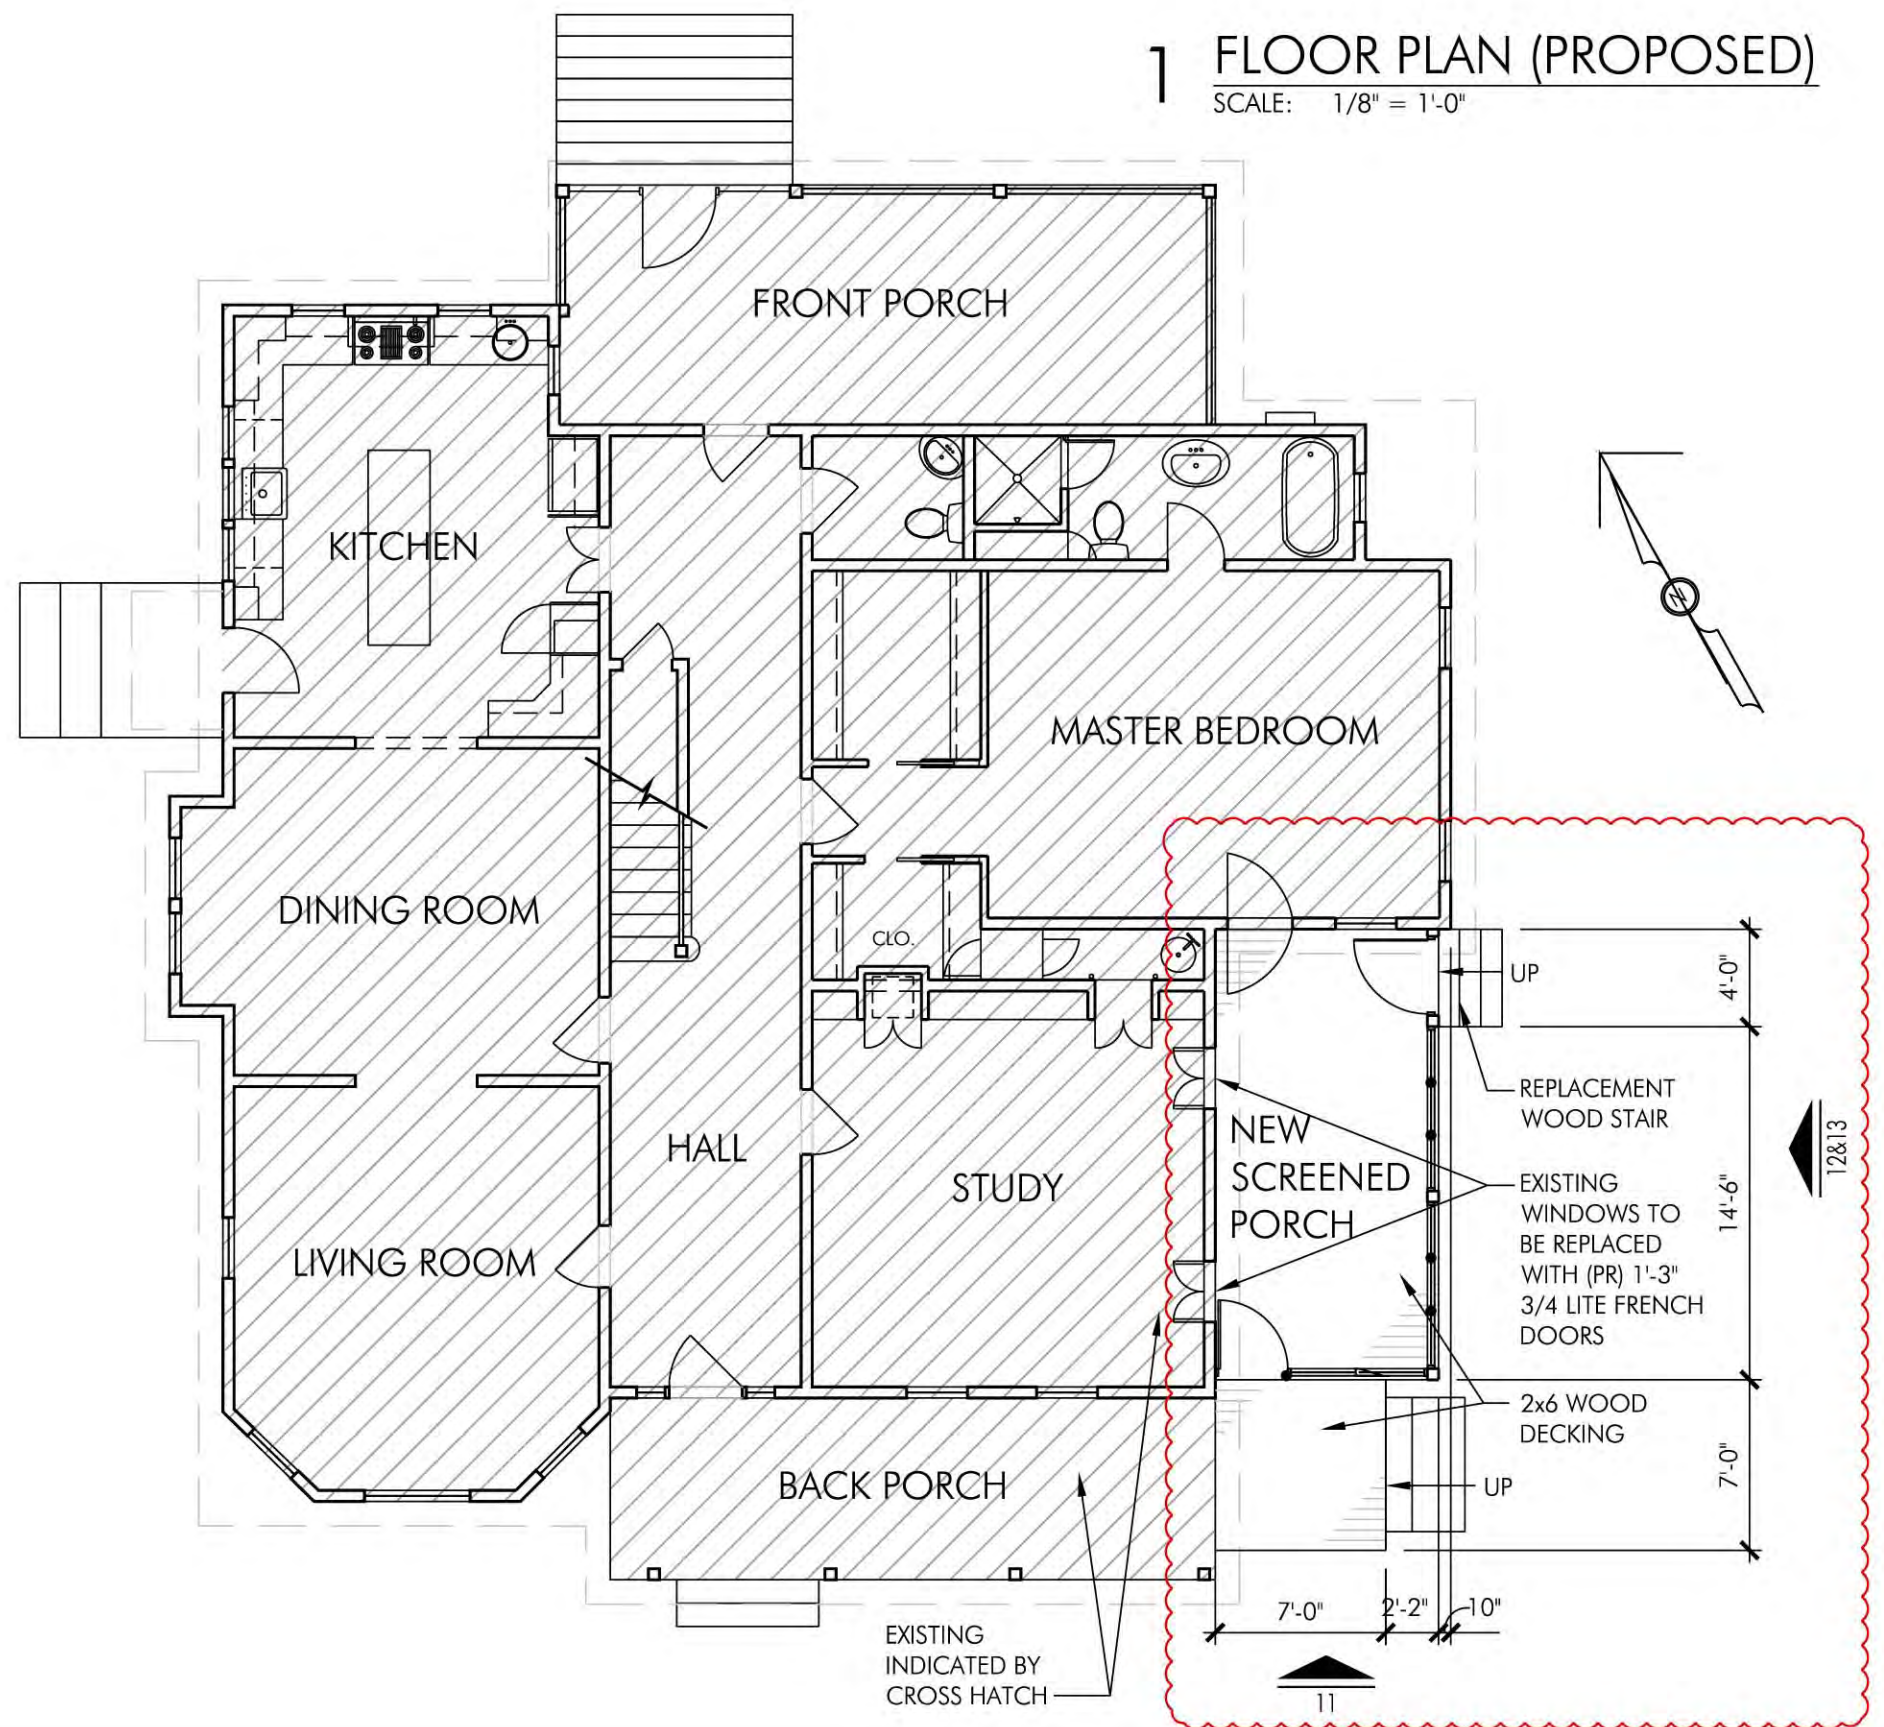 1 FLOOR PLAN (PROPOSED)
SCALE: 1/8" = 1'-0"
FRONT PORCH
KITCHEN
N
MASTER BEDROOM
DINING ROOM
CLO.
UP
4'-0"
REPLACEMENT
WOOD STAIR
HALL
STUDY
NEW
SCREENED
PORCH
12&13
EXISTING
WINDOWS TO
BE REPLACED
WITH (PR) 1'-3"
3/4 LITE FRENCH
DOORS
14'-6"
LIVING ROOM
2x6 WOOD
DECKING
BACK PORCH
UP
7'-0"
7'-0" 2'-2" 10"
EXISTING
INDICATED BY
CROSS HATCH
11